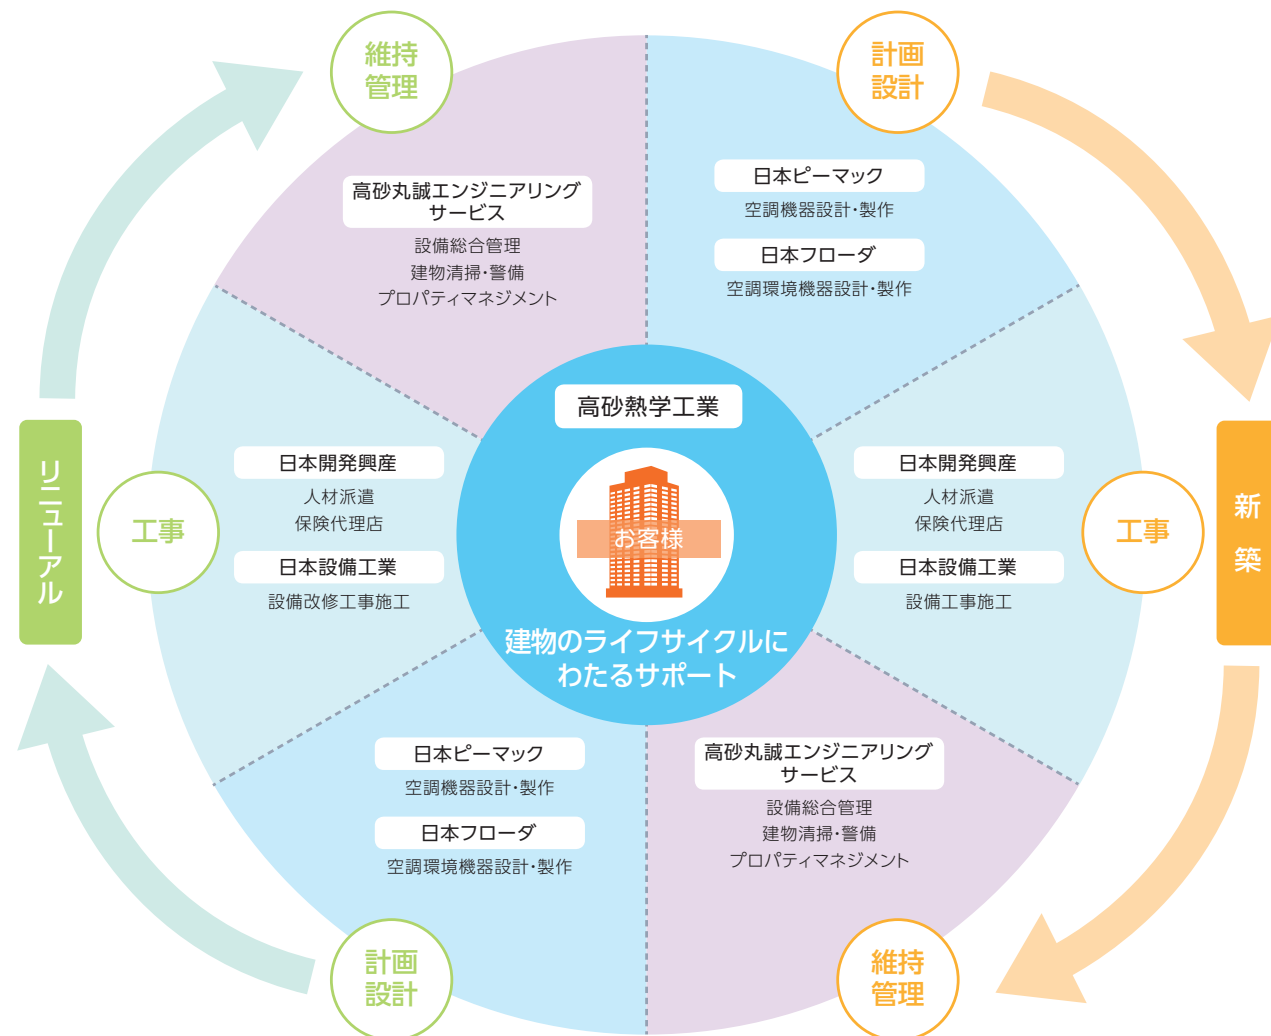 維持
管理
計画
設計
高砂丸誠エンジニアリング
サービス
設備総合管理
建物清掃・警備
プロパティマネジメント
日本ピーマック
空調機器設計・製作
日本フローダ
空調環境機器設計・製作
高砂熱学工業
お客様
建物のライフサイクルに
わたるサポート
リニューアル
工事
日本開発興産
人材派遣
保険代理店
日本設備工業
設備改修工事施工
日本開発興産
人材派遣
保険代理店
日本設備工業
設備工事施工
工事
新築
日本ピーマック
空調機器設計・製作
日本フローダ
空調環境機器設計・製作
計画
設計
高砂丸誠エンジニアリング
サービス
設備総合管理
建物清掃・警備
プロパティマネジメント
維持
管理